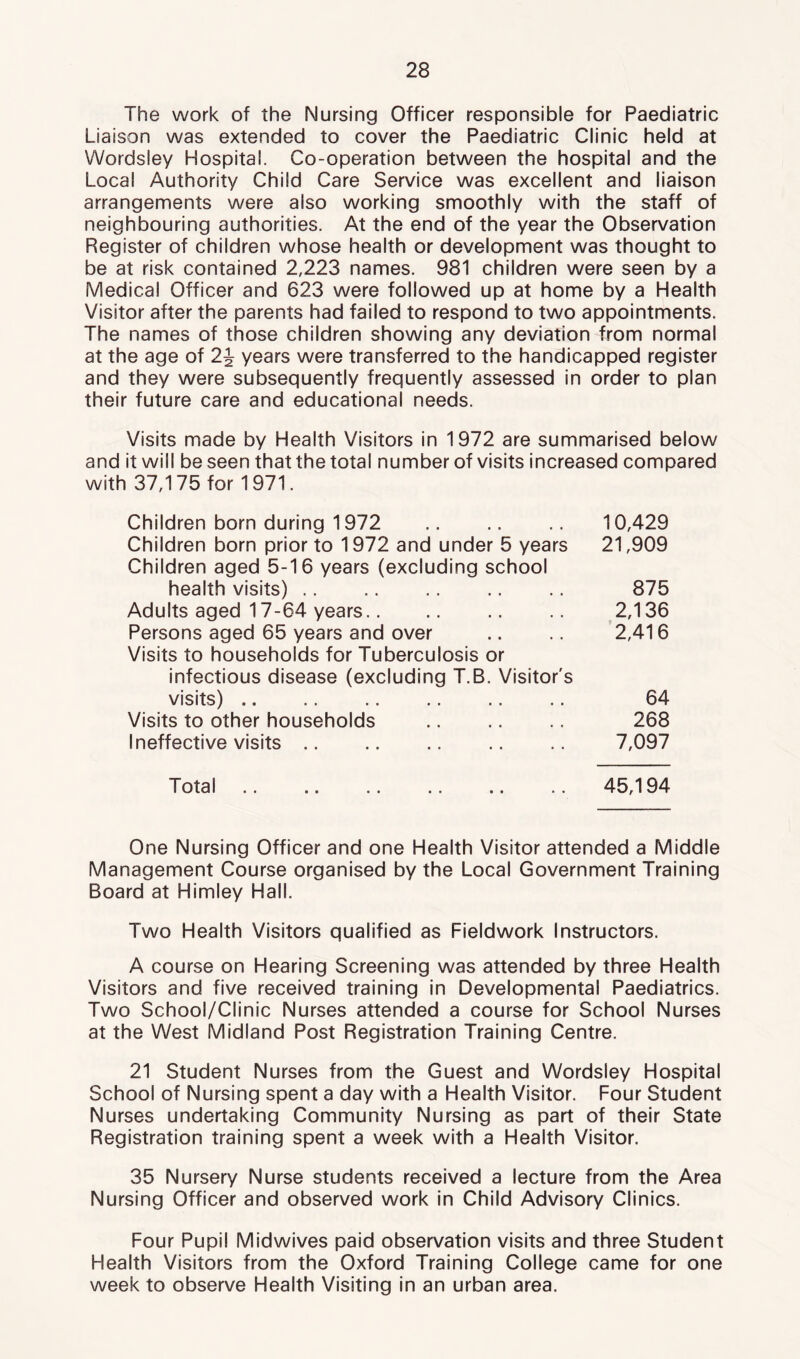 28
The work of the Nursing Officer responsible for Paediatric
Liaison was extended to cover the Paediatric Clinic held at
Wordsley Hospital. Co-operation between the hospital and the
Local Authority Child Care Service was excellent and liaison
arrangements were also working smoothly with the staff of
neighbouring authorities. At the end of the year the Observation
Register of children whose health or development was thought to
be at risk contained 2,223 names. 981 children were seen by a
Medical Officer and 623 were followed up at home by a Health
Visitor after the parents had failed to respond to two appointments.
The names of those children showing any deviation from normal
at the age of 2½ years were transferred to the handicapped register
and they were subsequently frequently assessed in order to plan
their future care and educational needs.
Visits made by Health Visitors in 1972 are summarised below
and it will be seen that the total number of visits increased compared
with 37,175 for 1971.
Children born during 1972 .. .. .. 10,429
Children born prior to 1972 and under 5 years 21,909
Children aged 5-16 years (excluding school
health visits) .. .. .. .. .. 875
Adults aged 17-64 years.. .. .. .. 2,136
Persons aged 65 years and over .. .. 2,416
Visits to households for Tuberculosis or
infectious disease (excluding T.B. Visitor's
visits) .. .. .. .. .. .. 64
Visits to other households .. .. .. 268
Ineffective visits .. .. .. .. .. 7,097
Total .. .. .. .. .. .. 45,194
One Nursing Officer and one Health Visitor attended a Middle
Management Course organised by the Local Government Training
Board at Himley Hall.
Two Health Visitors qualified as Fieldwork Instructors.
A course on Hearing Screening was attended by three Health
Visitors and five received training in Developmental Paediatrics.
Two School/Clinic Nurses attended a course for School Nurses
at the West Midland Post Registration Training Centre.
21 Student Nurses from the Guest and Wordsley Hospital
School of Nursing spent a day with a Health Visitor. Four Student
Nurses undertaking Community Nursing as part of their State
Registration training spent a week with a Health Visitor.
35 Nursery Nurse students received a lecture from the Area
Nursing Officer and observed work in Child Advisory Clinics.
Four Pupil Midwives paid observation visits and three Student
Health Visitors from the Oxford Training College came for one
week to observe Health Visiting in an urban area.